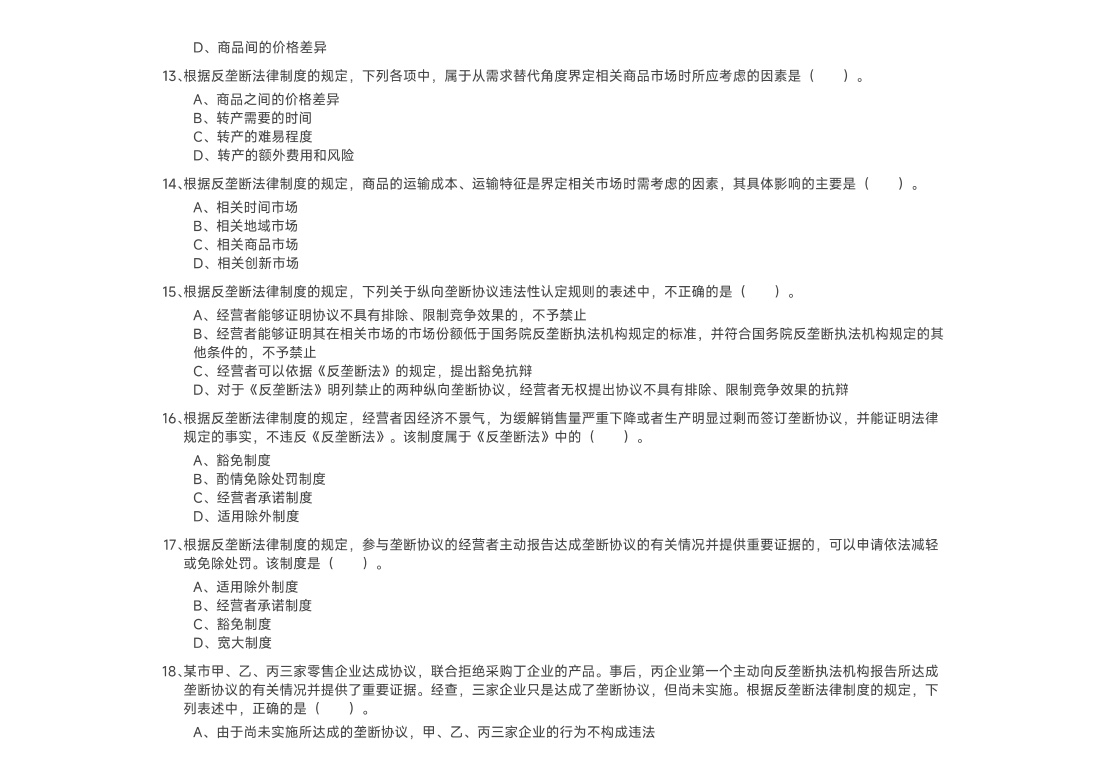 D、商品间的价格差异
13、根据反垄断法律制度的规定，下列各项中，属于从需求替代角度界定相关商品市场时所应考虑的因素是（　　）。
A、商品之间的价格差异
B、转产需要的时间
C、转产的难易程度
D、转产的额外费用和风险
14、根据反垄断法律制度的规定，商品的运输成本、运输特征是界定相关市场时需考虑的因素，其具体影响的主要是（　　）。
A、相关时间市场
B、相关地域市场
C、相关商品市场
D、相关创新市场
15、根据反垄断法律制度的规定，下列关于纵向垄断协议违法性认定规则的表述中，不正确的是（　　）。
A、经营者能够证明协议不具有排除、限制竞争效果的，不予禁止
B、经营者能够证明其在相关市场的市场份额低于国务院反垄断执法机构规定的标准，并符合国务院反垄断执法机构规定的其
他条件的，不予禁止
C、经营者可以依据《反垄断法》的规定，提出豁免抗辩
D、对于《反垄断法》明列禁止的两种纵向垄断协议，经营者无权提出协议不具有排除、限制竞争效果的抗辩
16、根据反垄断法律制度的规定，经营者因经济不景气，为缓解销售量严重下降或者生产明显过剩而签订垄断协议，并能证明法律
规定的事实，不违反《反垄断法》。该制度属于《反垄断法》中的（　　）。
A、豁免制度
B、酌情免除处罚制度
C、经营者承诺制度
D、适用除外制度
17、根据反垄断法律制度的规定，参与垄断协议的经营者主动报告达成垄断协议的有关情况并提供重要证据的，可以申请依法减轻
或免除处罚。该制度是（　　）。
A、适用除外制度
B、经营者承诺制度
C、豁免制度
D、宽大制度
18、某市甲、乙、丙三家零售企业达成协议，联合拒绝采购丁企业的产品。事后，丙企业第一个主动向反垄断执法机构报告所达成
垄断协议的有关情况并提供了重要证据。经查，三家企业只是达成了垄断协议，但尚未实施。根据反垄断法律制度的规定，下
列表述中，正确的是（　　）。
A、由于尚未实施所达成的垄断协议，甲、乙、丙三家企业的行为不构成违法